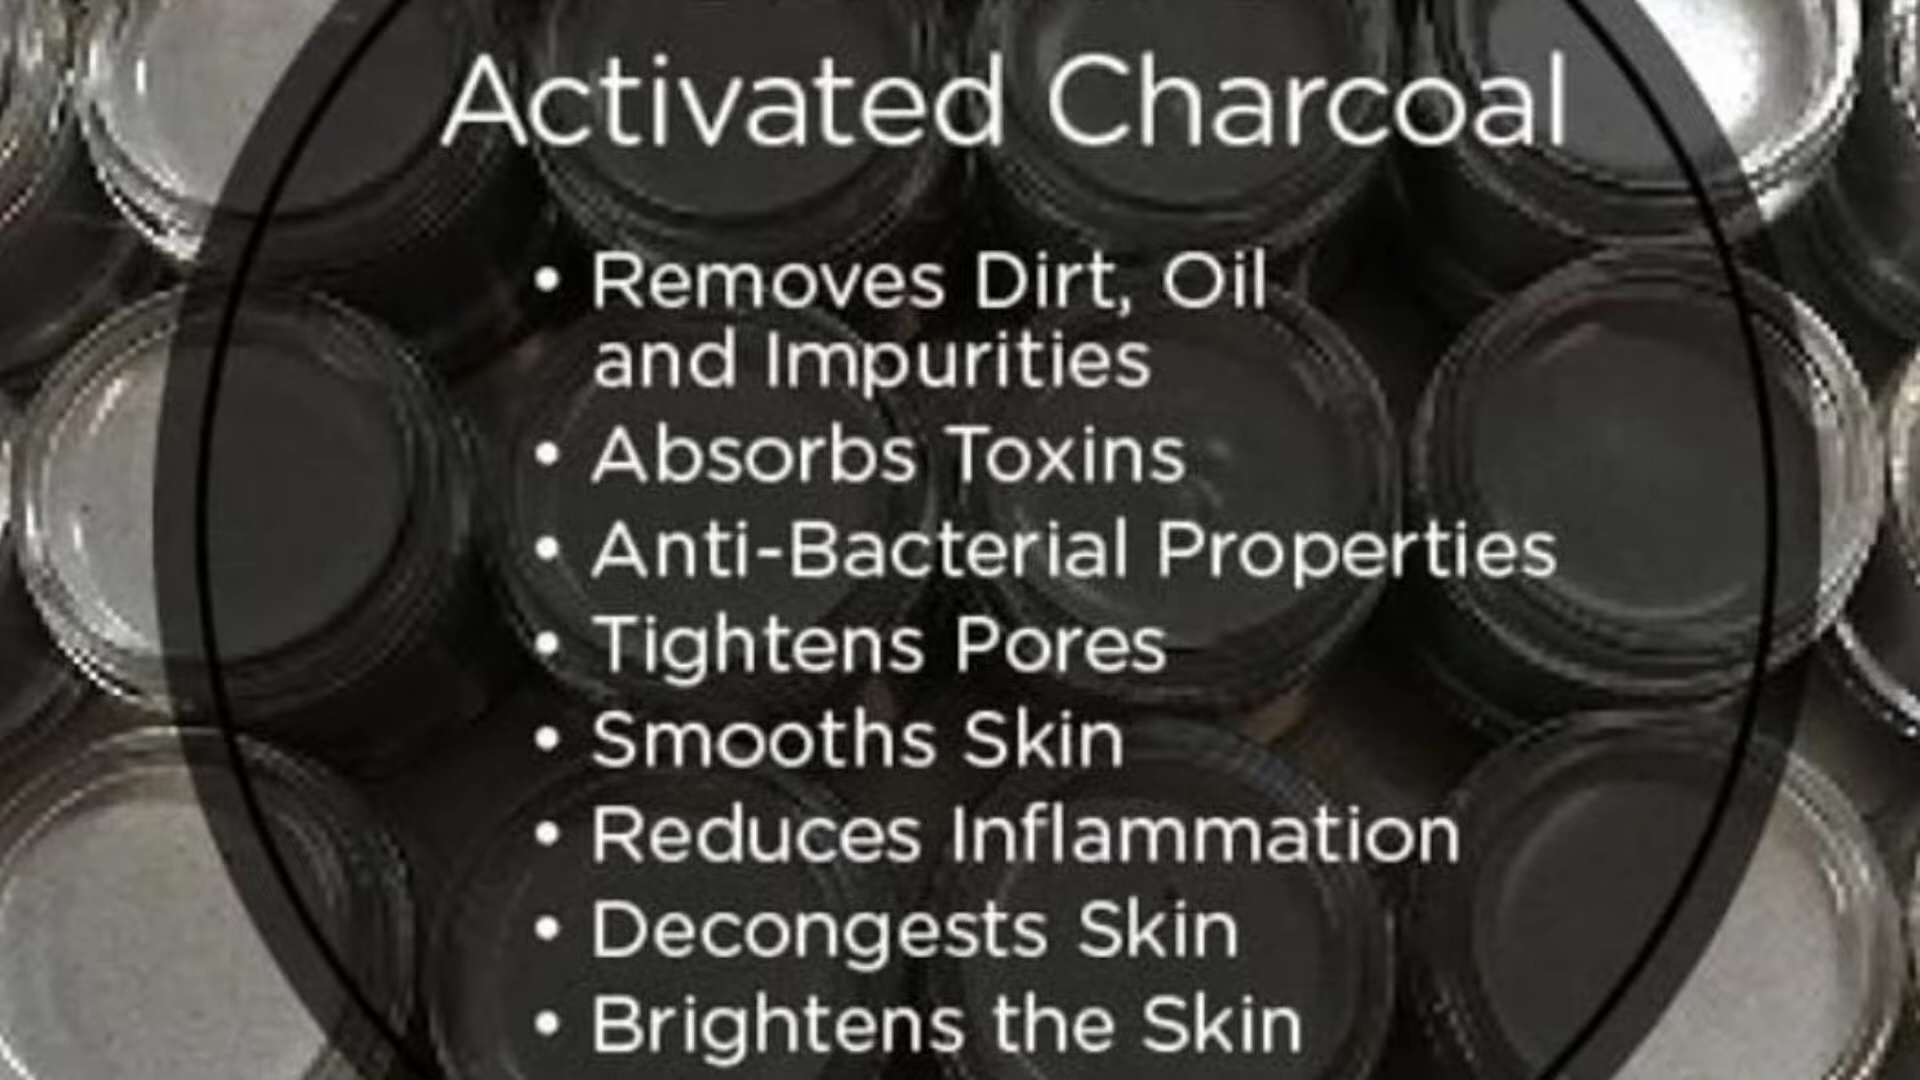 Activated Charcoal
• Removes Dirt, Oil
and Impurities
• Absorbs Toxins
• Anti-Bacterial Properties
• Tightens Pores
• Smooths Skin
• Reduces Inflammation
• Decongests Skin
• Brightens the Skin